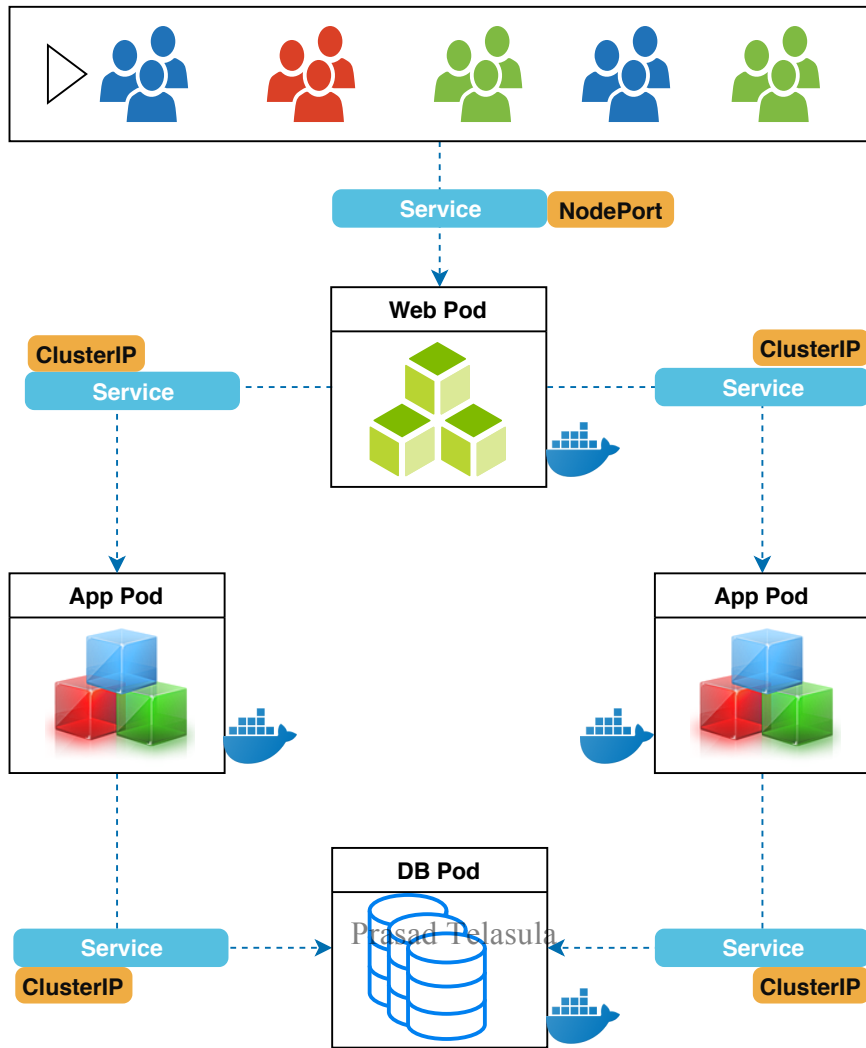 Service
NodePort
Web Pod
ClusterIP
Service
ClusterIP
Service
App Pod
App Pod
DB Pod
Prasad Telasula
Service
ClusterIP
Service
ClusterIP